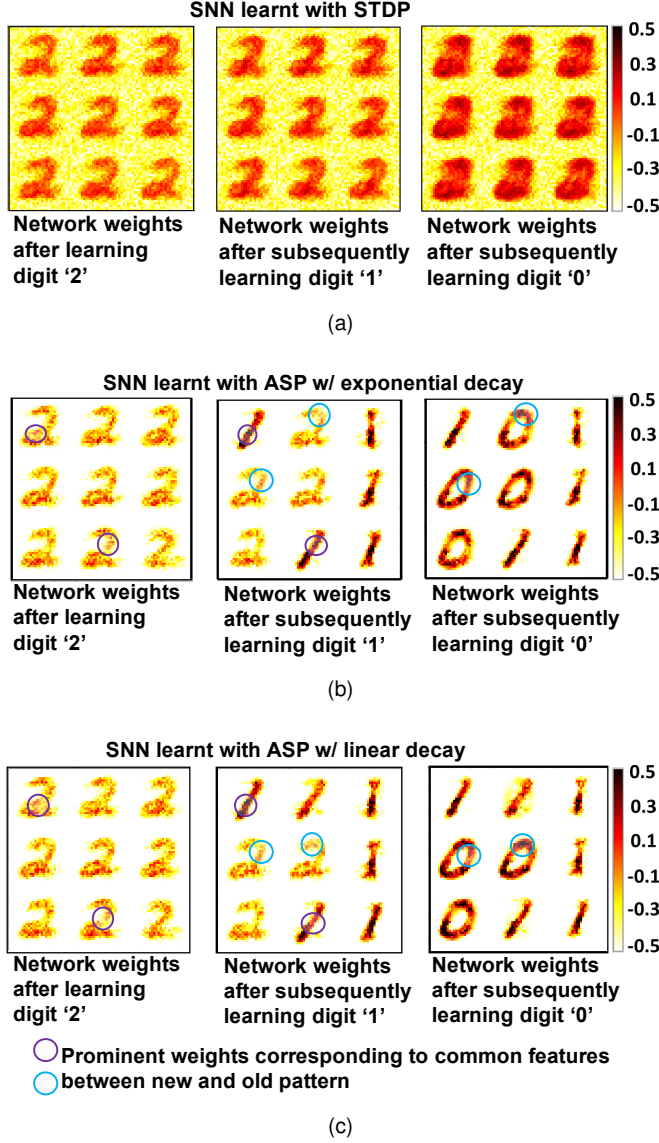 SNN learnt with STDP
0.5
0.3
0.1
-0.1
-0.3
-0.5
Network weights
after learning
digit ‘2’
Network weights
after subsequently
learning digit ‘1’
Network weights
after subsequently
learning digit ‘0’
(a)
SNN learnt with ASP w/ exponential decay
0.5
0.3
0.1
-0.1
-0.3
-0.5
Network weights
after learning
digit ‘2’
Network weights
after subsequently
learning digit ‘1’
Network weights
after subsequently
learning digit ‘0’
(b)
SNN learnt with ASP w/ linear decay
0.5
0.3
0.1
-0.1
-0.3
-0.5
Network weights
after learning
digit ‘2’
Network weights
after subsequently
learning digit ‘1’
Network weights
after subsequently
learning digit ‘0’
Prominent weights corresponding to common features
between new and old pattern
(c)